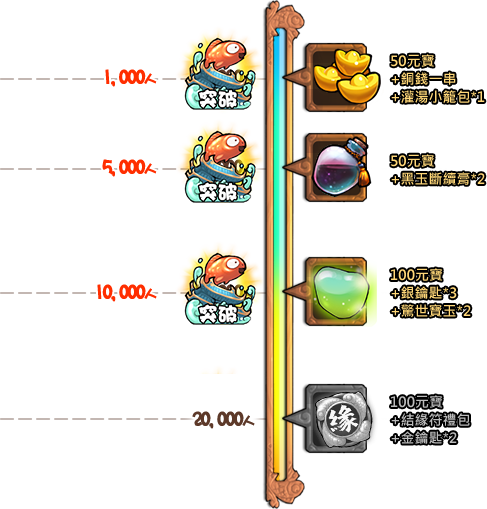 1,000人
突破
50元寶
+銅錢一串
+灌湯小籠包*1
5,000人
突破
50元寶
+黑玉斷續膏*2
10,000人
突破
100元寶
+銀鑰匙*3
+驚世寶玉*2
20,000人
緣
100元寶
+結緣符禮包
+金鑰匙*2